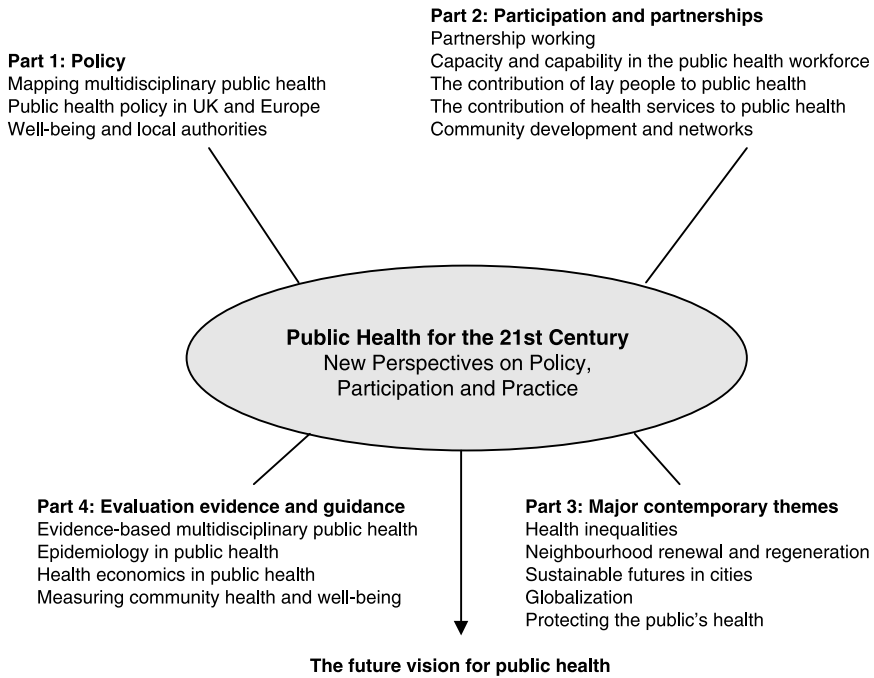 Part 1: Policy
Mapping multidisciplinary public health
Public health policy in UK and Europe
Well-being and local authorities
Part 2: Participation and partnerships
Partnership working
Capacity and capability in the public health workforce
The contribution of lay people to public health
The contribution of health services to public health
Community development and networks
Public Health for the 21st Century
New Perspectives on Policy,
Participation and Practice
Part 4: Evaluation evidence and guidance
Evidence-based multidisciplinary public health
Epidemiology in public health
Health economics in public health
Measuring community health and well-being
Part 3: Major contemporary themes
Health inequalities
Neighbourhood renewal and regeneration
Sustainable futures in cities
Globalization
Protecting the public's health
The future vision for public health